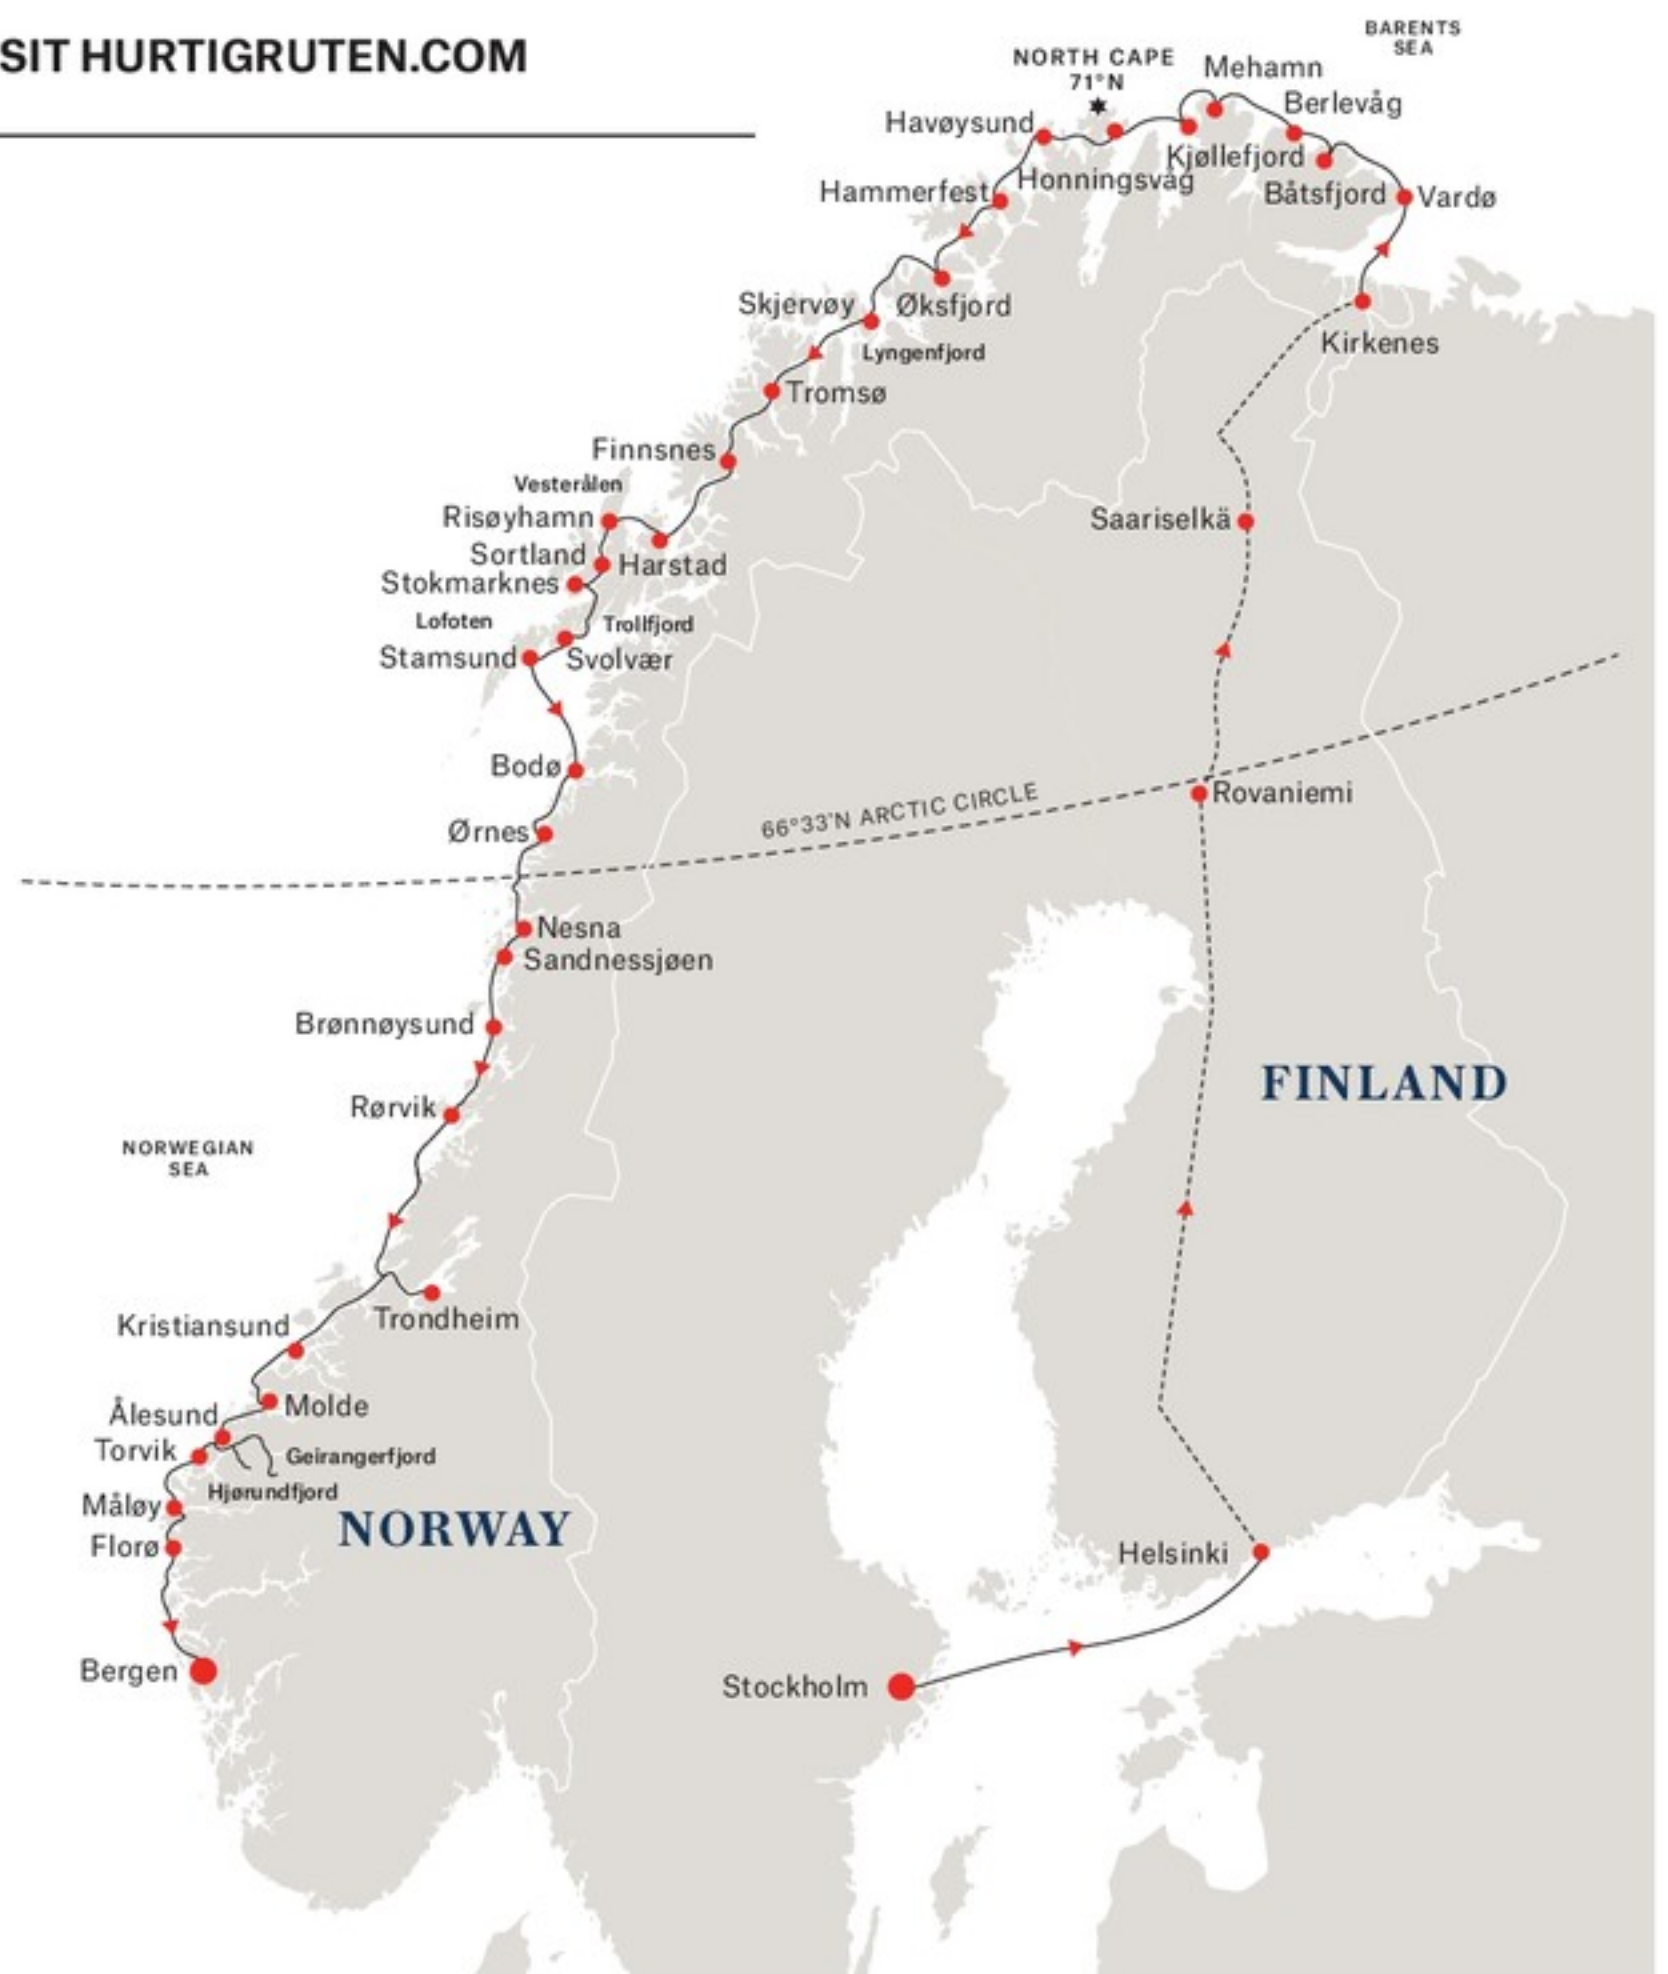 SIT HURTIGRUTEN.COM
BARENTS
SEA
NORTH CAPE
71°N
Mehamn
Berlevåg
Havøysund
Kjøllefjord
Honningsvåg
Hammerfest
Båtsfjord
Vardø
Skjervøy
Øksfjord
Kirkenes
Lyngenfjord
Tromsø
Finnsnes
Vesterålen
Risøyhamn
Saariselkä
Sortland
Harstad
Stokmarknes
Lofoten
Trollfjord
Stamsund
Svolvær
Bodø
Rovaniemi
66°33'N ARCTIC CIRCLE
Ørnes
Nesna
Sandnessjøen
Brønnøysund
FINLAND
Rørvik
NORWEGIAN
SEA
Trondheim
Kristiansund
Molde
Ålesund
Torvik
Geirangerfjord
Hjørundfjord
Måløy
NORWAY
Florø
Helsinki
Bergen
Stockholm